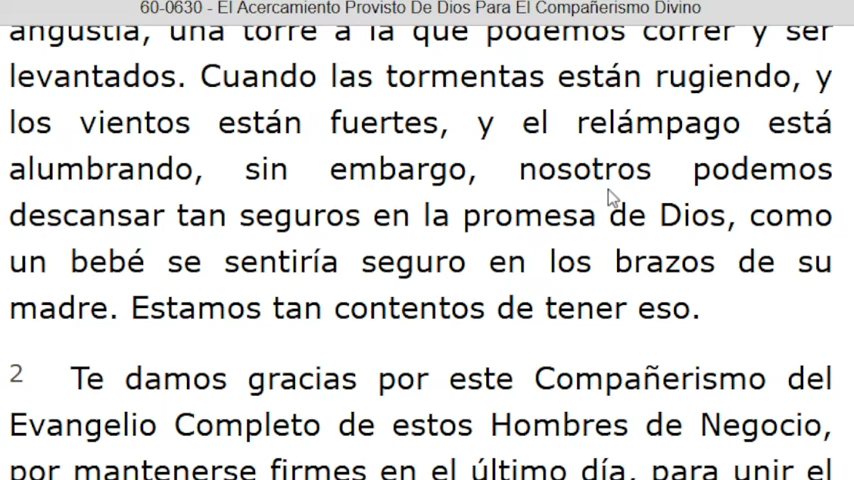 60-0630 - El Acercamiento Provisto De Dios Para El Compañerismo Divino
angustia, una torre a la que podemos correr y ser
levantados. Cuando las tormentas están rugiendo, y
los vientos están fuertes, y el relámpago está
alumbrando, sin embargo, nosotros podemos
descansar tan seguros en la promesa de Dios, como
un bebé se sentiría seguro en los brazos de su
madre. Estamos tan contentos de tener eso.
2 Te damos gracias por este Compañerismo del
Evangelio Completo de estos Hombres de Negocio,
por mantenerse firmes en el último día, para unir el